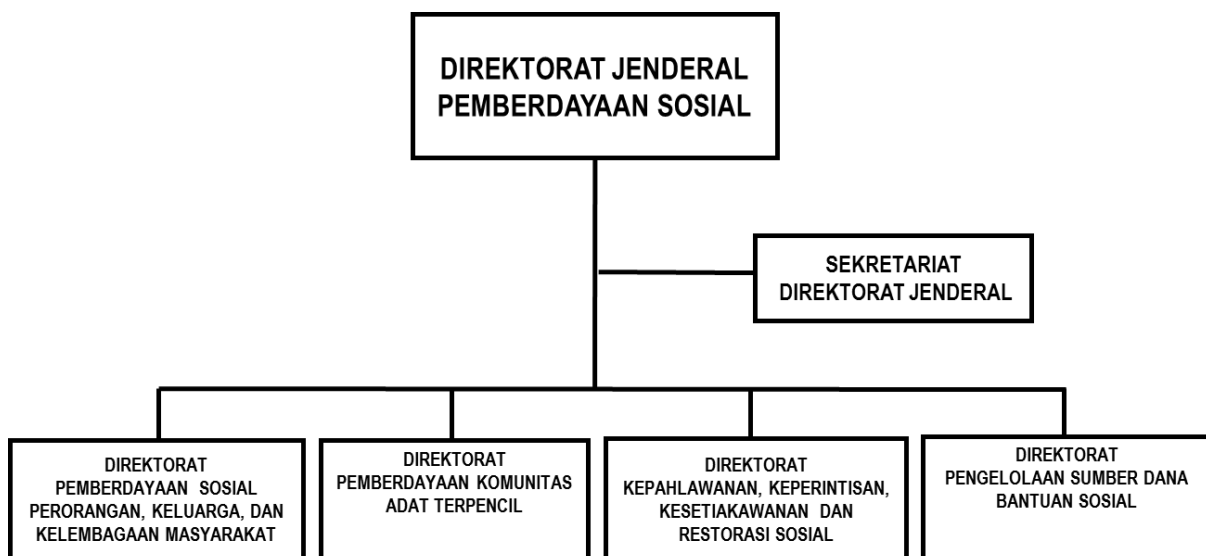 DIREKTORAT JENDERAL
PEMBERDAYAAN SOSIAL
SEKRETARIAT
DIREKTORAT JENDERAL
DIREKTORAT
PEMBERDAYAAN SOSIAL
PERORANGAN, KELUARGA, DAN
KELEMBAGAAN MASYARAKAT
DIREKTORAT
PEMBERDAYAAN KOMUNITAS
ADAT TERPENCIL
DIREKTORAT
KEPAHLAWANAN, KEPERINTISAN,
KESETIAKAWANAN DAN
RESTORASI SOSIAL
DIREKTORAT
PENGELOLAAN SUMBER DANA
BANTUAN SOSIAL